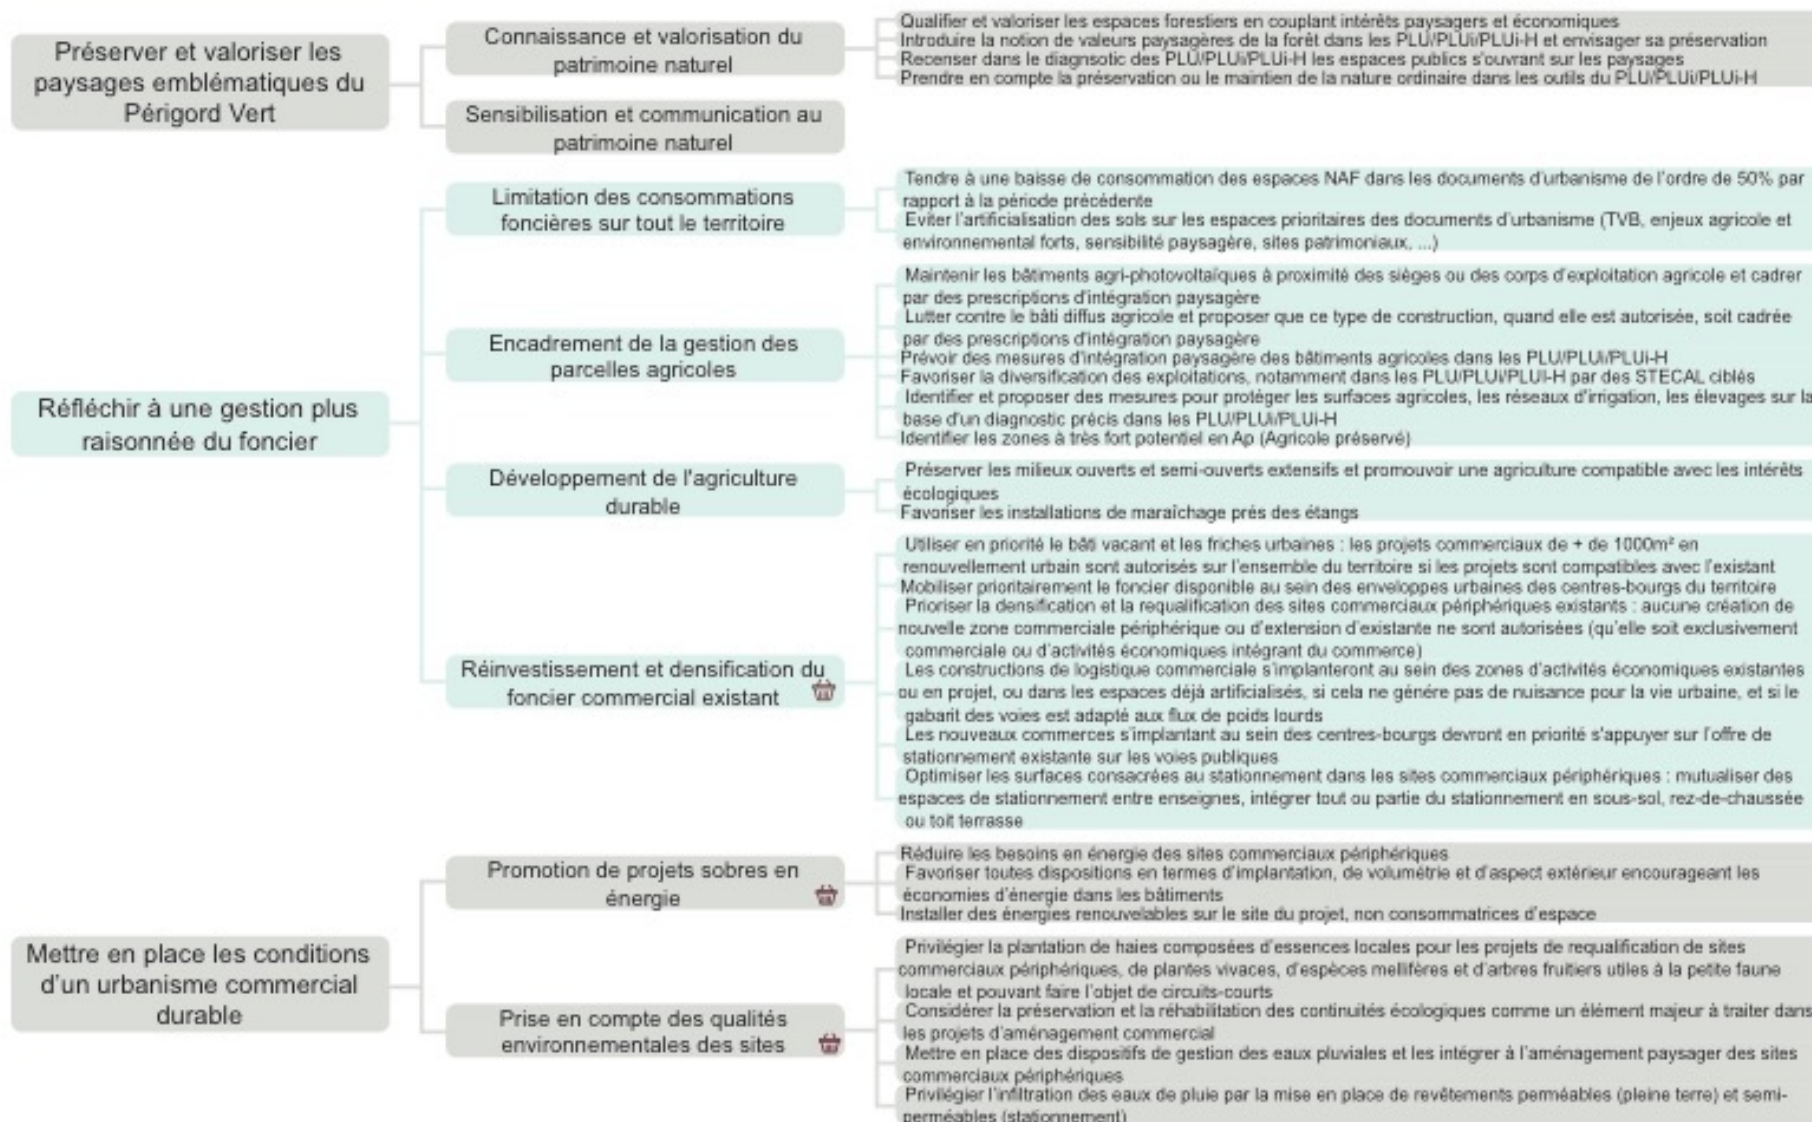 Préserver et valoriser les
paysages emblématiques du
Périgord Vert
Connaissance et valorisation du
patrimoine naturel
Qualifier et valoriser les espaces forestiers en couplant intérêts paysagers et économiques
Introduire la notion de valeurs paysagères de la forêt dans les PLU/PLUi/PLUi-H et envisager sa préservation
Recenser dans le diagnsotic des PLU/PLUi/PLUi-H les espaces publics s'ouvrant sur les paysages
Prendre en compte la préservation ou le maintien de la nature ordinaire dans les outils du PLU/PLUi/PLUi-H
Sensibilisation et communication au
patrimoine naturel
Réfléchir à une gestion plus
raisonnée du foncier
Limitation des consommations
foncières sur tout le territoire
Tendre à une baisse de consommation des espaces NAF dans les documents d'urbanisme de l'ordre de 50% par
rapport à la période précédente
Eviter l'artificialisation des sols sur les espaces prioritaires des documents d'urbanisme (TVB, enjeux agricole et
environnemental forts, sensibilité paysagère, sites patrimoniaux, ...)
Encadrement de la gestion des
parcelles agricoles
Maintenir les bâtiments agri-photovoltaïques à proximité des sièges ou des corps d'exploitation agricole et cadrer
par des prescriptions d'intégration paysagère
Lutter contre le bâti diffus agricole et proposer que ce type de construction, quand elle est autorisée, soit cadrée
par des prescriptions d'intégration paysagère
Prévoir des mesures d'intégration paysagère des bâtiments agricoles dans les PLU/PLUi/PLUi-H
Favoriser la diversification des exploitations, notamment dans les PLU/PLUi/PLUi-H par des STECAL ciblés
Identifier et proposer des mesures pour protéger les surfaces agricoles, les réseaux d'irrigation, les élevages sur la
base d'un diagnostic précis dans les PLU/PLUi/PLUi-H
Identifier les zones à très fort potentiel en Ap (Agricole préservé)
Développement de l'agriculture
durable
Préserver les milieux ouverts et semi-ouverts extensifs et promouvoir une agriculture compatible avec les intérêts
écologiques
Favoriser les installations de maraîchage prés des étangs
Réinvestissement et densification du
foncier commercial existant
Utiliser en priorité le bâti vacant et les friches urbaines : les projets commerciaux de + de 1000m² en
renouvellement urbain sont autorisés sur l'ensemble du territoire si les projets sont compatibles avec l'existant
Mobiliser prioritairement le foncier disponible au sein des enveloppes urbaines des centres-bourgs du territoire
Prioriser la densification et la requalification des sites commerciaux périphériques existants : aucune création de
nouvelle zone commerciale périphérique ou d'extension d'existante ne sont autorisées (qu'elle soit exclusivement
commerciale ou d'activités économiques intégrant du commerce)
Les constructions de logistique commerciale s'implanteront au sein des zones d'activités économiques existantes
ou en projet, ou dans les espaces déjà artificialisés, si cela ne génére pas de nuisance pour la vie urbaine, et si le
gabarit des voies est adapté aux flux de poids lourds
Les nouveaux commerces s'implantant au sein des centres-bourgs devront en priorité s'appuyer sur l'offre de
stationnement existante sur les voies publiques
Optimiser les surfaces consacrées au stationnement dans les sites commerciaux périphériques : mutualiser des
espaces de stationnement entre enseignes, intégrer tout ou partie du stationnement en sous-sol, rez-de-chaussée
ou toit terrasse
Mettre en place les conditions
d'un urbanisme commercial
durable
Promotion de projets sobres en
énergie
Réduire les besoins en énergie des sites commerciaux périphériques
Favoriser toutes dispositions en termes d'implantation, de volumétrie et d'aspect extérieur encourageant les
économies d'énergie dans les bâtiments
Installer des énergies renouvelables sur le site du projet, non consommatrices d'espace
Prise en compte des qualités
environnementales des sites
Privilégier la plantation de haies composées d'essences locales pour les projets de requalification de sites
commerciaux périphériques, de plantes vivaces, d'espèces mellifères et d'arbres fruitiers utiles à la petite faune
locale et pouvant faire l'objet de circuits-courts
Considérer la préservation et la réhabilitation des continuités écologiques comme un élément majeur à traiter dans
les projets d'aménagement commercial
Mettre en place des dispositifs de gestion des eaux pluviales et les intégrer à l'aménagement paysager des sites
commerciaux périphériques
Privilégier l'infiltration des eaux de pluie par la mise en place de revêtements perméables (pleine terre) et semi-
perméables (stationnement)